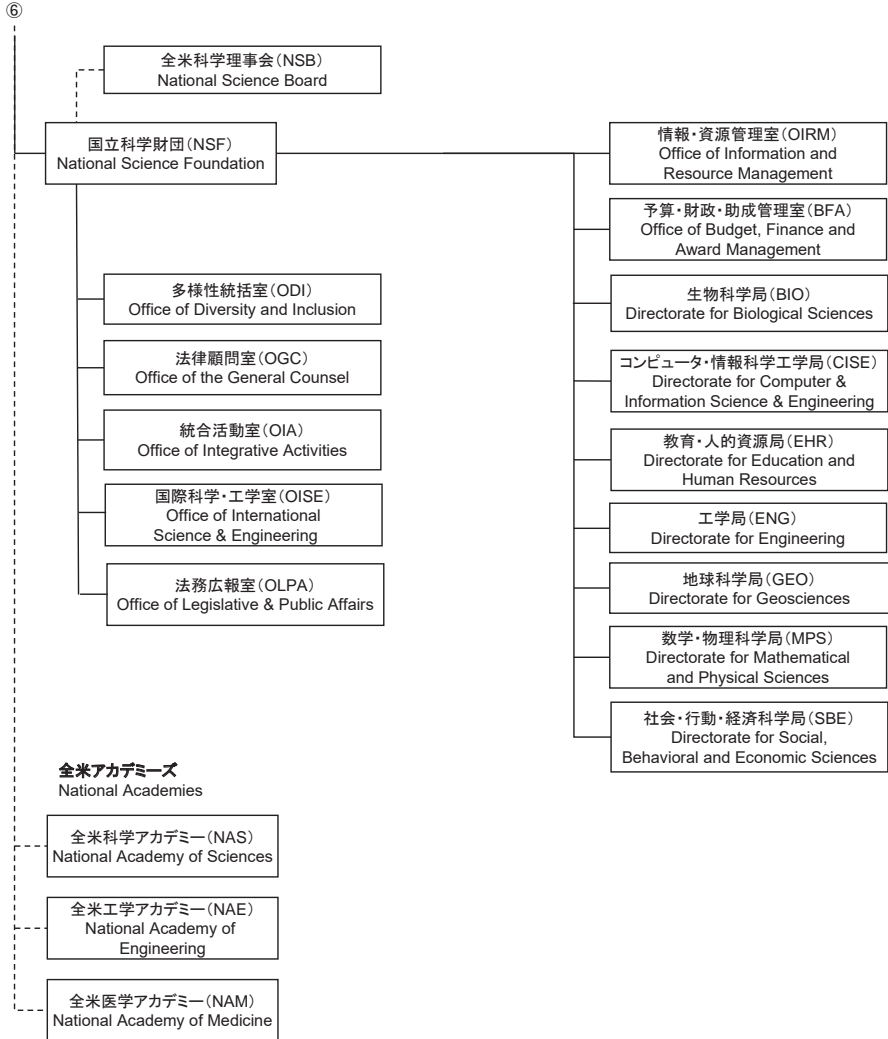 ⑥
全米科学理事会(NSB)
National Science Board
国立科学財団(NSF)
National Science Foundation
多様性統括室(ODI)
Office of Diversity and Inclusion
法律顧問室(OGC)
Office of the General Counsel
統合活動室(OIA)
Office of Integrative Activities
国際科学・工学室(OISE)
Office of International
Science & Engineering
法務広報室(OLPA)
Office of Legislative & Public Affairs
情報・資源管理室(OIRM)
Office of Information and
Resource Management
予算・財政・助成管理室(BFA)
Office of Budget, Finance and
Award Management
生物科学局(BIO)
Directorate for Biological Sciences
コンピュータ・情報科学工学局(CISE)
Directorate for Computer &
Information Science & Engineering
教育・人的資源局(EHR)
Directorate for Education and
Human Resources
工学局(ENG)
Directorate for Engineering
地球科学局(GEO)
Directorate for Geosciences
数学・物理科学局(MPS)
Directorate for Mathematical
and Physical Sciences
社会・行動・経済科学局(SBE)
Directorate for Social,
Behavioral and Economic Sciences
全米アカデミーズ
National Academies
全米科学アカデミー(NAS)
National Academy of Sciences
全米工学アカデミー(NAE)
National Academy of
Engineering
全米医学アカデミー(NAM)
National Academy of Medicine